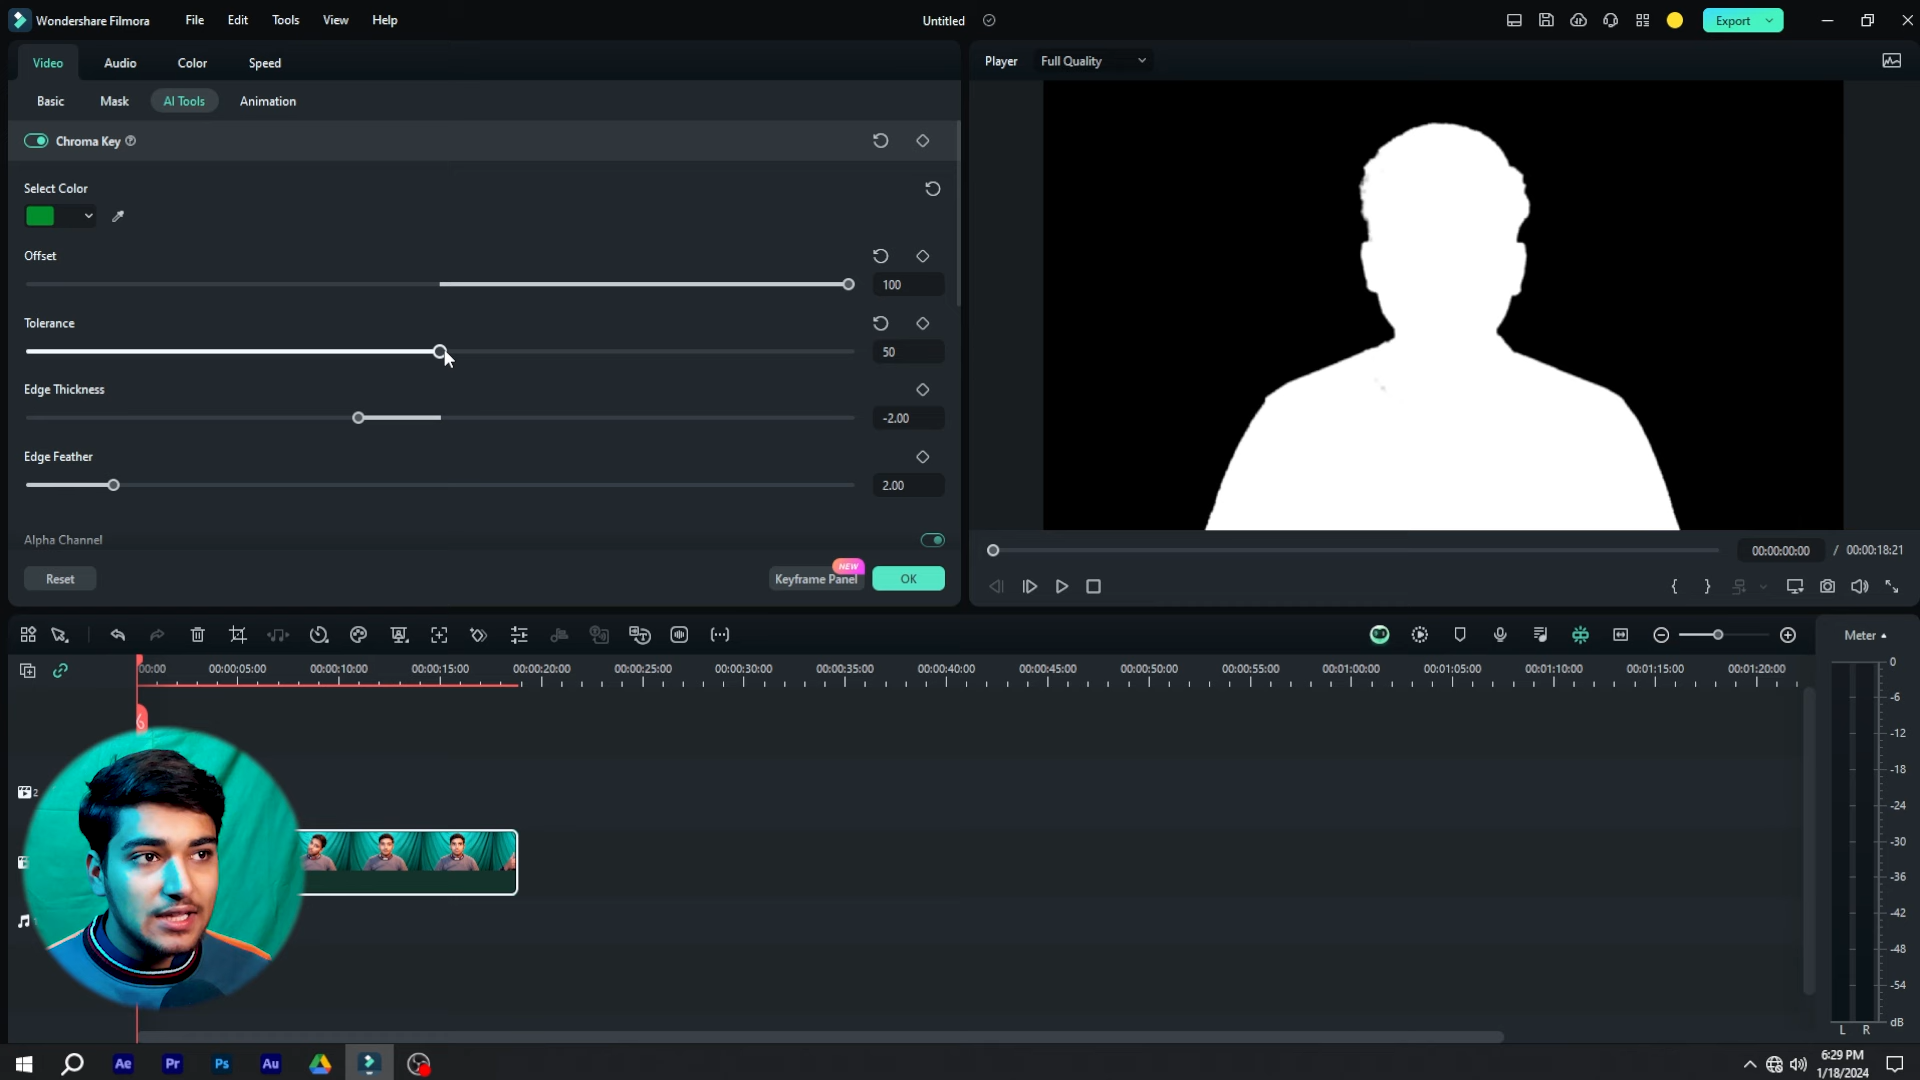 Wondershare Filmora File Edit Tools View Help Untitled Export
Video Audio Color Speed
Player Full Quality
Basic Mask AI Tools Animation
Chroma Key
Select Color
Offset
100
Tolerance
50
Edge Thickness
-2.00
Edge Feather
2.00
Alpha Channel
00:00:00:00 / 00:00:18:21
NEW
Reset Keyframe Panel OK
Meter
00:00 00:00:05:00 00:00:10:00 00:00:15:00 00:00:20:00 00:00:25:00 00:00:30:00 00:00:35:00 00:00:40:00 00:00:45:00 00:00:50:00 00:00:55:00 00:01:00:00 00:01:05:00 00:01:10:00 00:01:15:00 00:01:20:00
0
-6
-12
-18
-24
-30
-36
-42
-48
-54
dB
L R
2
1
Ae Pr Ps Au
6:29 PM
1/18/2024